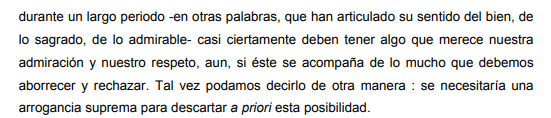 durante un largo periodo -en otras palabras, que han articulado su sentido del bien, de
lo sagrado, de lo admirable- casi ciertamente deben tener algo que merece nuestra
admiración y nuestro respeto, aun, si éste se acompaña de lo mucho que debemos
aborrecer y rechazar. Tal vez podamos decirlo de otra manera : se necesitaría una
arrogancia suprema para descartar a priori esta posibilidad.